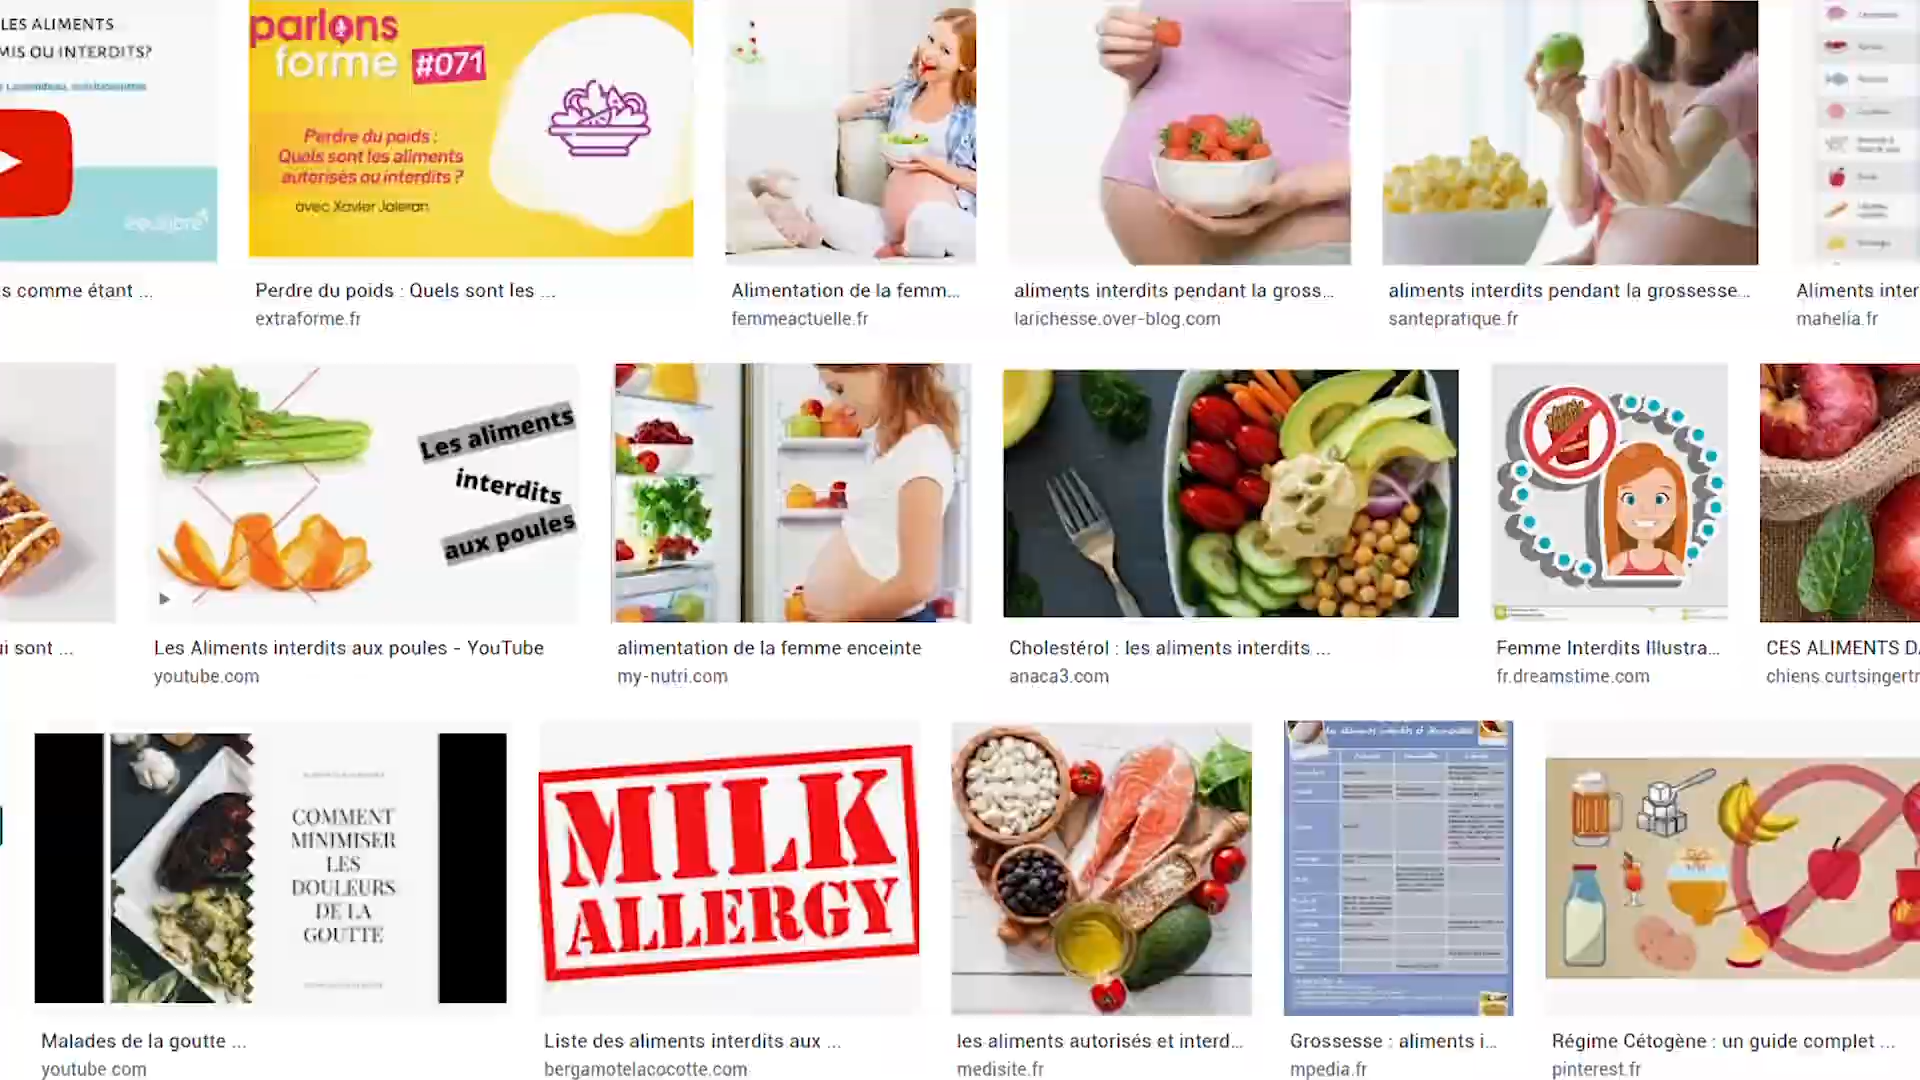 LES ALIMENTS
MIS OU INTERDITS?
équilibre
parlons
forme #071
Perdre du poids :
Quels sont les aliments
autorisés ou interdits ?
avec Xavier Jaleran
s comme étant ...
Perdre du poids : Quels sont les ...
extraforme.fr
Alimentation de la femm...
femmeactuelle.fr
aliments interdits pendant la gross...
larichesse.over-blog.com
aliments interdits pendant la grossesse...
santepratique.fr
Aliments inter
mahelia.fr
Les aliments
interdits
aux poules
ui sont ...
Les Aliments interdits aux poules - YouTube
youtube.com
alimentation de la femme enceinte
my-nutri.com
Cholestérol : les aliments interdits ...
anaca3.com
Femme Interdits Illustra...
fr.dreamstime.com
CES ALIMENTS D
chiens.curtsingertr
COMMENT
MINIMISER
LES
DOULEURS
DE LA
GOUTTE
MILK
ALLERGY
Malades de la goutte ...
youtube.com
Liste des aliments interdits aux ...
bergamotelacocotte.com
les aliments autorisés et interd...
medisite.fr
Grossesse : aliments i...
mpedia.fr
Régime Cétogène : un guide complet ...
pinterest.fr